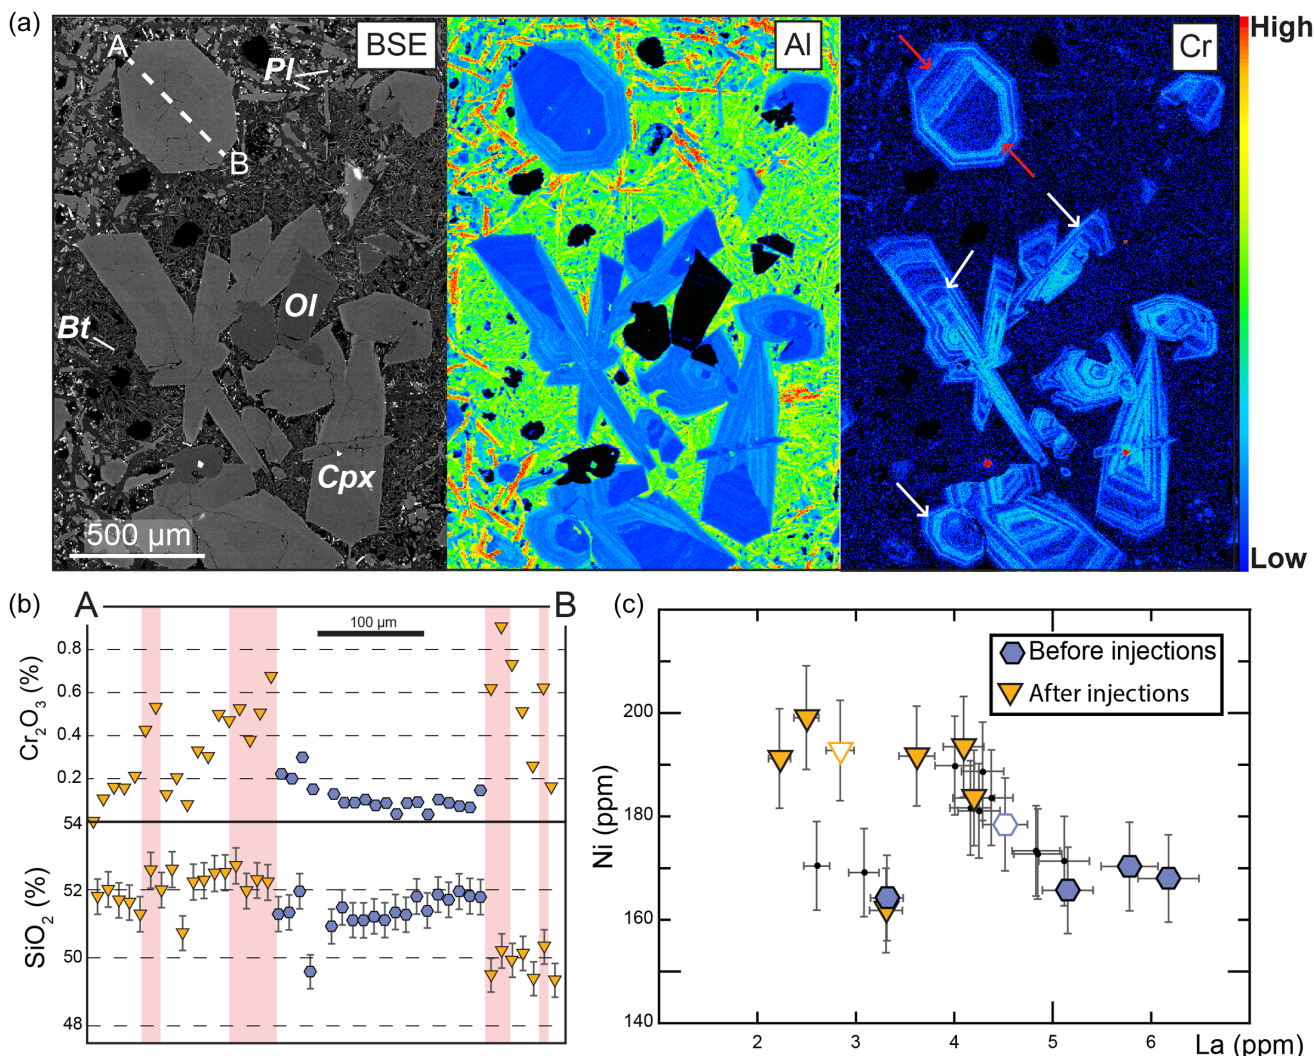 (a)
BSE
Al
Cr
High
A
Pl
B
Ol
Bt
Cpx
500 µm
Low
(b)
A
B
100 µm
0.8
0.6
0.4
0.2
Cr2O3 (%)
54
52
50
48
SiO2 (%)
(c)
Before injections
After injections
200
180
160
140
Ni (ppm)
2
3
4
5
6
La (ppm)